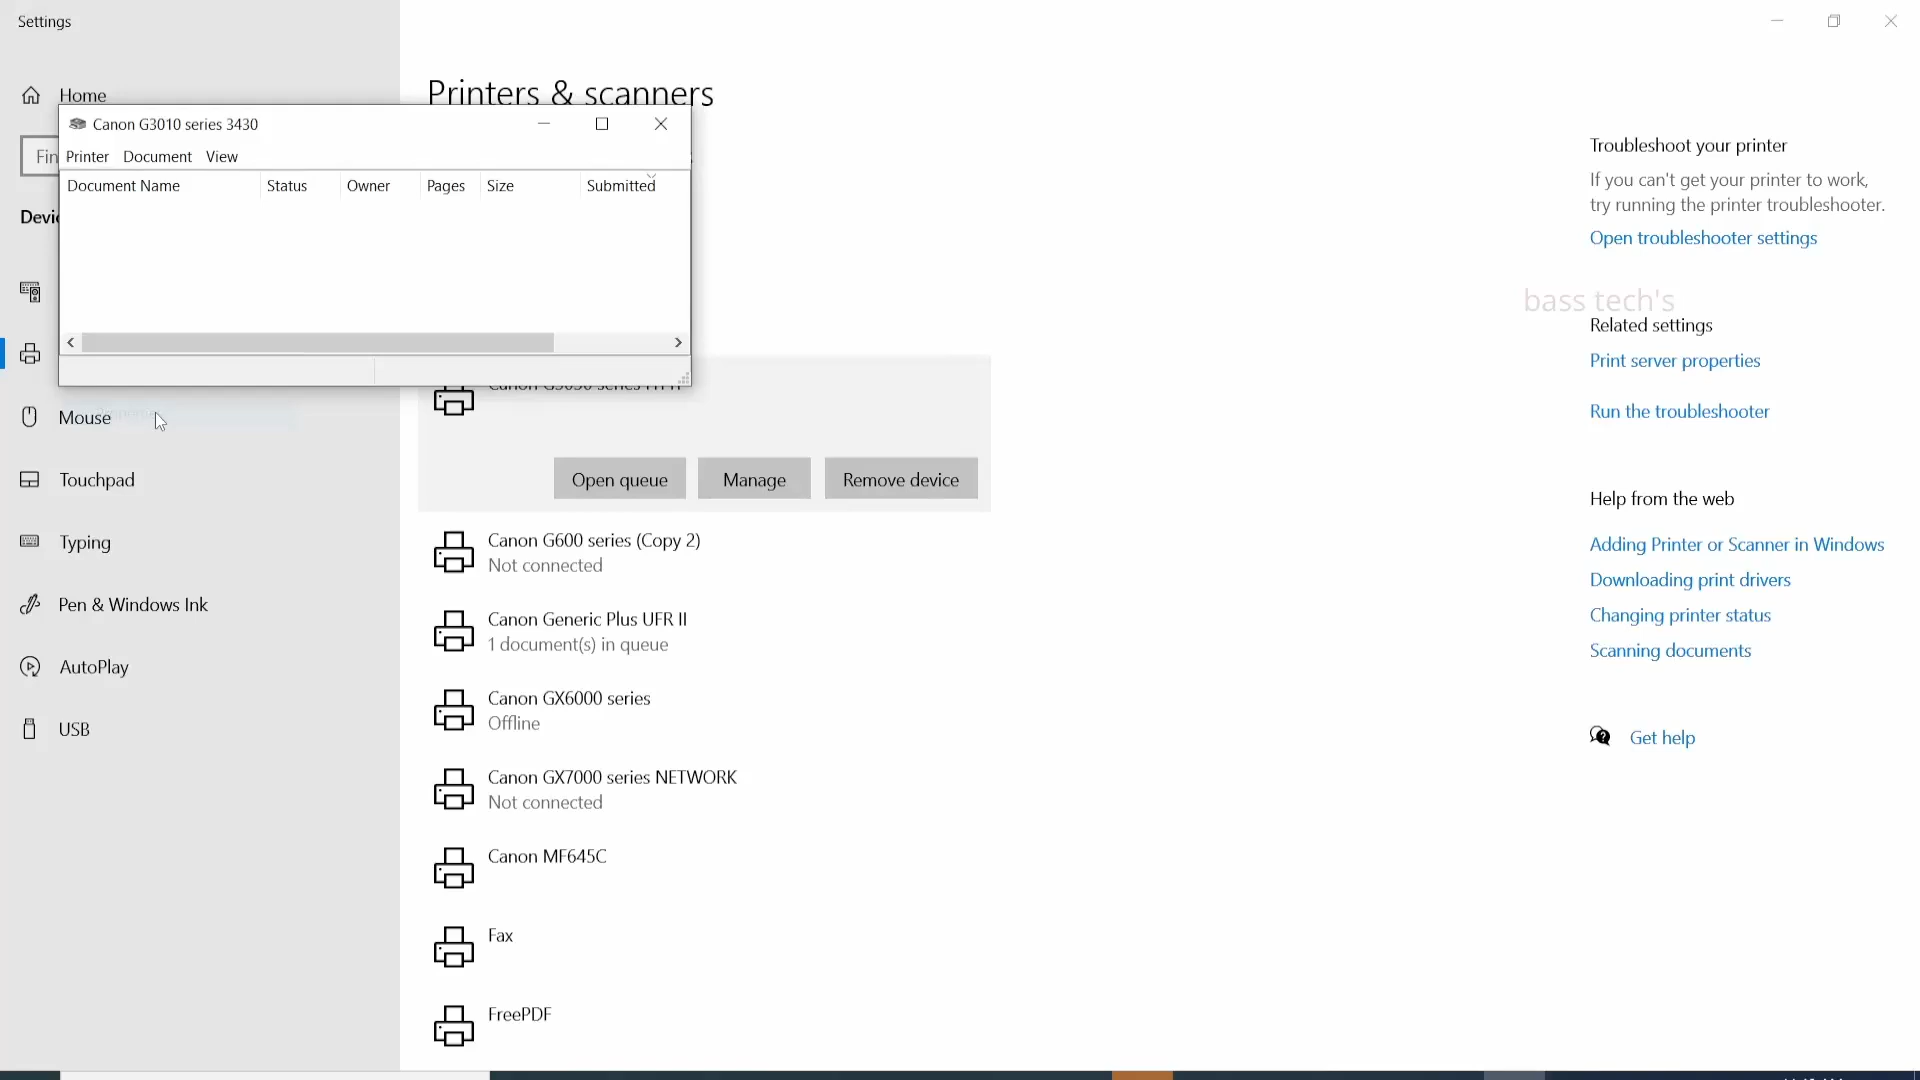 Settings
Home
Printers & scanners
Canon G3010 series 3430
Fin
Printer Document View
Document Name Status Owner Pages Size Submitted
Devi
Mouse
Touchpad
Typing
Pen & Windows Ink
AutoPlay
USB
Open queue Manage Remove device
Canon G600 series (Copy 2)
Not connected
Canon Generic Plus UFR II
1 document(s) in queue
Canon GX6000 series
Offline
Canon GX7000 series NETWORK
Not connected
Canon MF645C
Fax
FreePDF
Troubleshoot your printer
If you can't get your printer to work,
try running the printer troubleshooter.
Open troubleshooter settings
bass tech's
Related settings
Print server properties
Run the troubleshooter
Help from the web
Adding Printer or Scanner in Windows
Downloading print drivers
Changing printer status
Scanning documents
Get help